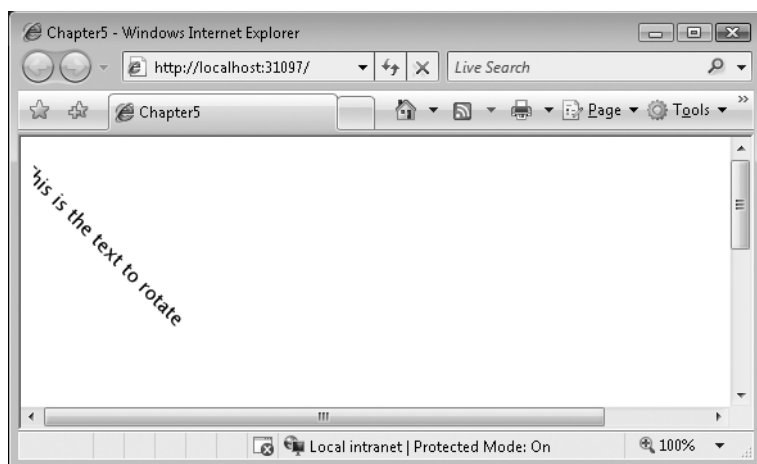 Chapter5 - Windows Internet Explorer
http://localhost:31097/
Live Search
Chapter5
Page
Tools
his is the text to rotate
Local intranet | Protected Mode: On
100%